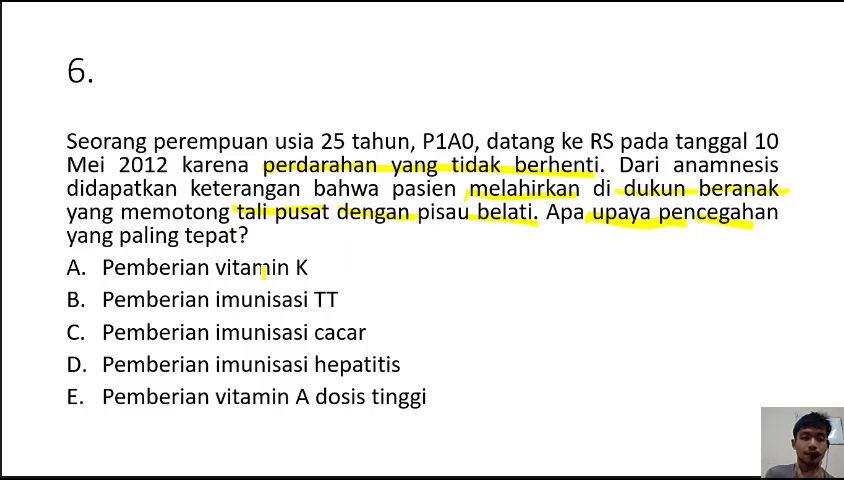 6.
Seorang perempuan usia 25 tahun, P1A0, datang ke RS pada tanggal 10
Mei 2012 karena perdarahan yang tidak berhenti. Dari anamnesis
didapatkan keterangan bahwa pasien melahirkan di dukun beranak
yang memotong tali pusat dengan pisau belati. Apa upaya pencegahan
yang paling tepat?
A. Pemberian vitamin K
B. Pemberian imunisasi TT
C. Pemberian imunisasi cacar
D. Pemberian imunisasi hepatitis
E. Pemberian vitamin A dosis tinggi